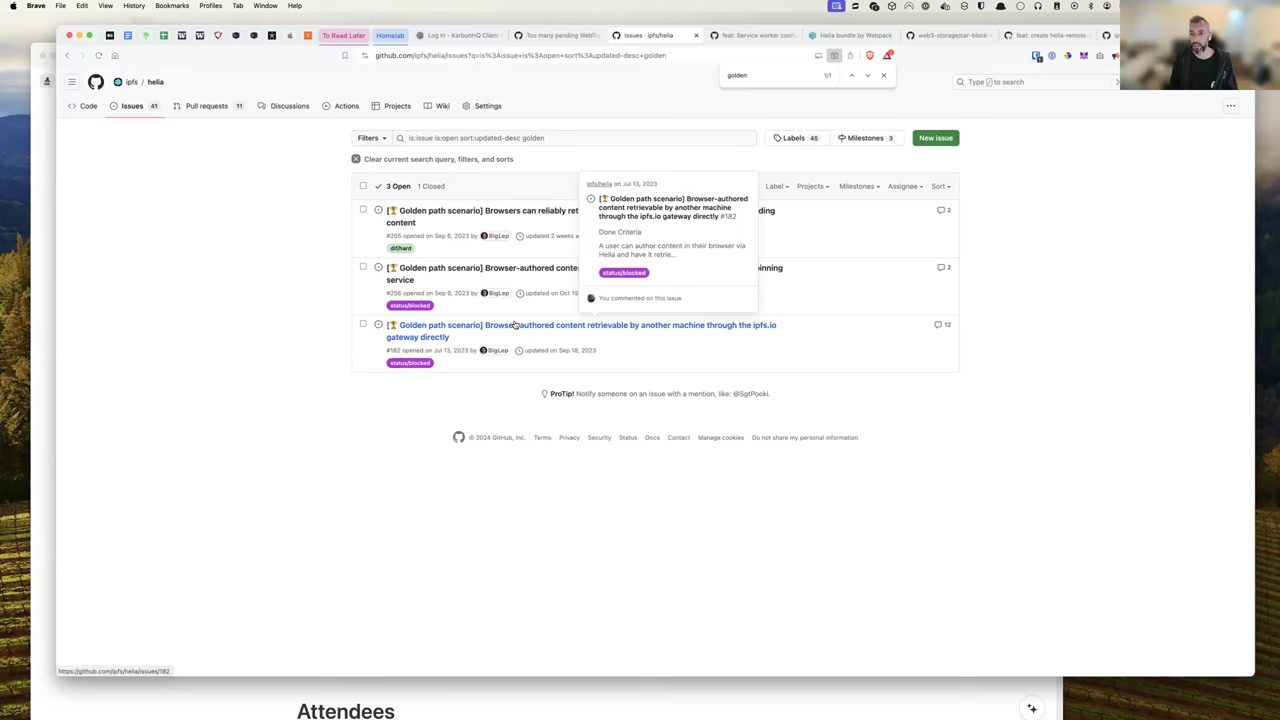 Brave File Edit View History Bookmarks Profiles Tab Window Help
To Read Later Homelab Log In - KarbonHQ Client Too many pending WebTr Issues · ipfs/helia feat: Service worker conf Helia bundle by Webpack web3-storage/car-block- feat: create helia-remote-
github.com/ipfs/helia/issues?q=is%3Aissue+is%3Aopen+sort%3Aupdated-desc+golden
golden 1/1
ipfs / helia
Type / to search
Code Issues 41 Pull requests 11 Discussions Actions Projects Wiki Settings
Filters is:issue is:open sort:updated-desc golden Labels 45 Milestones 3 New issue
Clear current search query, filters, and sorts
3 Open 1 Closed Label Projects Milestones Assignee Sort
[🏆 Golden path scenario] Browsers can reliably ret
content
#255 opened on Sep 6, 2023 by BigLep updated 2 weeks a
dif/hard
2
[🏆 Golden path scenario] Browser-authored conte
service
#256 opened on Sep 6, 2023 by BigLep updated on Oct 19
status/blocked
2
[🏆 Golden path scenario] Browser-authored content retrievable by another machine through the ipfs.io
gateway directly
#182 opened on Jul 13, 2023 by BigLep updated on Sep 18, 2023
status/blocked
12
ipfs/helia on Jul 13, 2023
[🏆 Golden path scenario] Browser-authored
content retrievable by another machine
through the ipfs.io gateway directly #182
Done Criteria
A user can author content in their browser via
Helia and have it retrie...
status/blocked
You commented on this issue
ProTip! Notify someone on an issue with a mention, like: @SgtPooki.
© 2024 GitHub, Inc. Terms Privacy Security Status Docs Contact Manage cookies Do not share my personal information
https://github.com/ipfs/helia/issues/182
Attendees